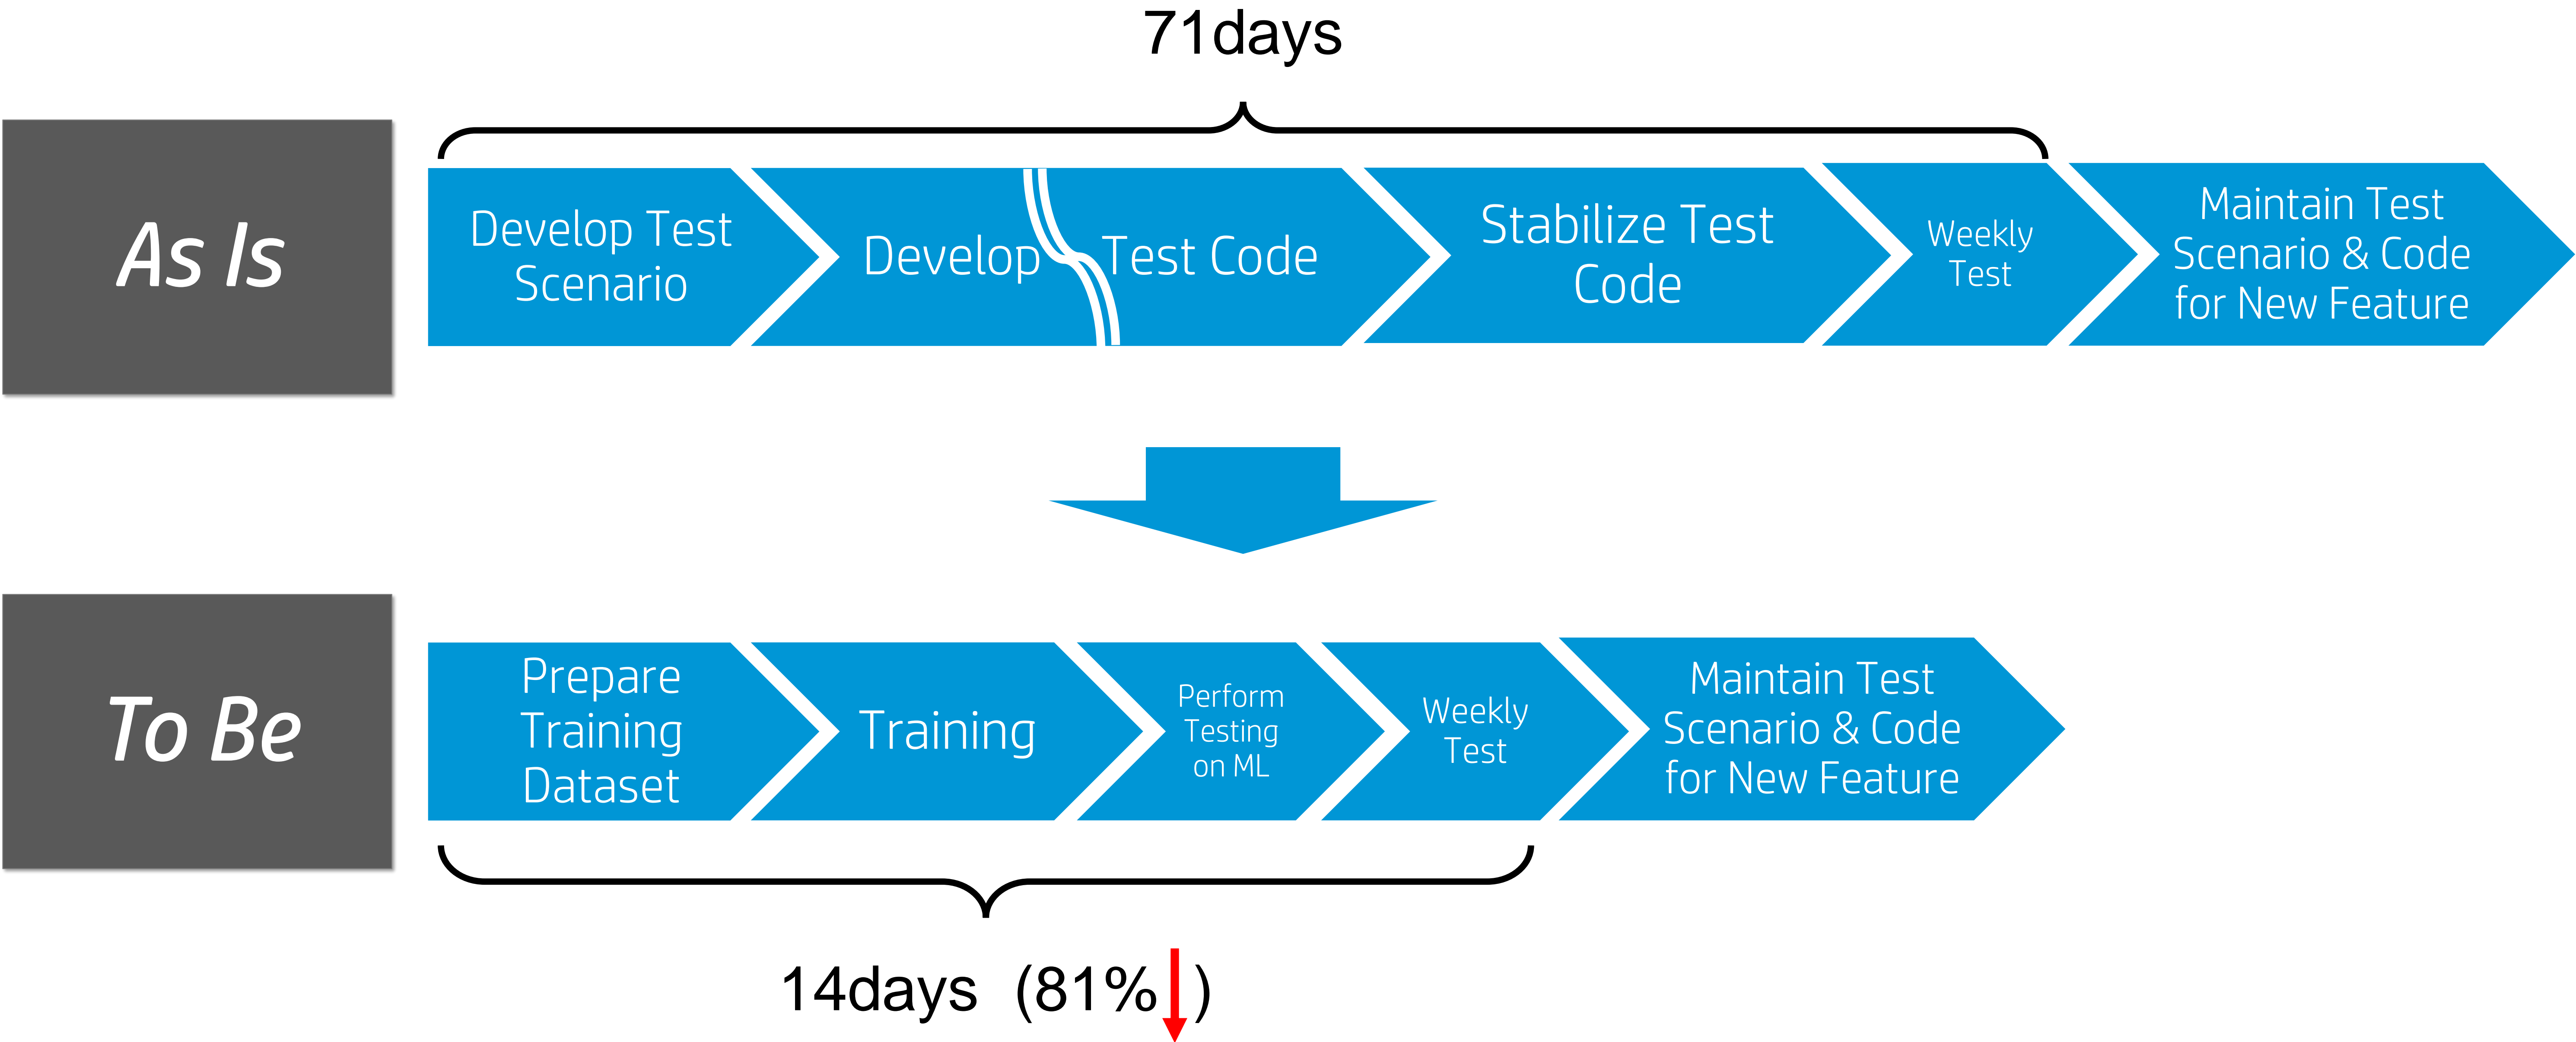 71days
As Is
Develop Test
Scenario
Develop Test Code
Stabilize Test
Code
Weekly
Test
Maintain Test
Scenario & Code
for New Feature
To Be
Prepare
Training
Dataset
Training
Perform
Testing
on ML
Weekly
Test
Maintain Test
Scenario & Code
for New Feature
14days (81%↓)